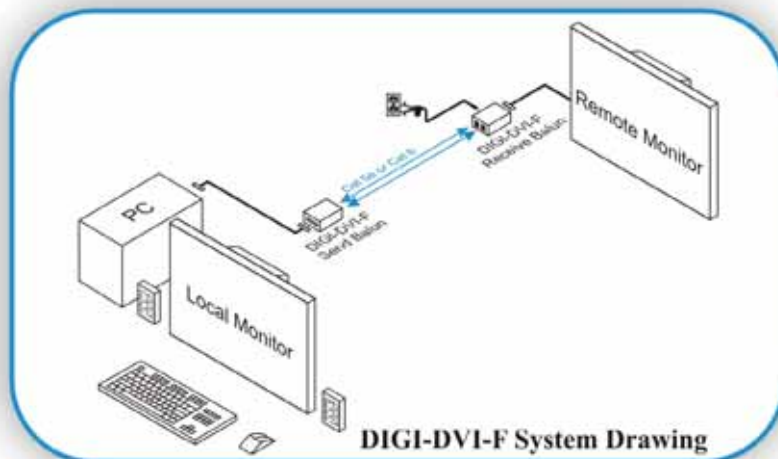 Remote Monitor
DIGI-DVI-F
Receive Balun
Cat 5e or Cat 6
PC
DIGI-DVI-F
Send Balun
Local Monitor
DIGI-DVI-F System Drawing